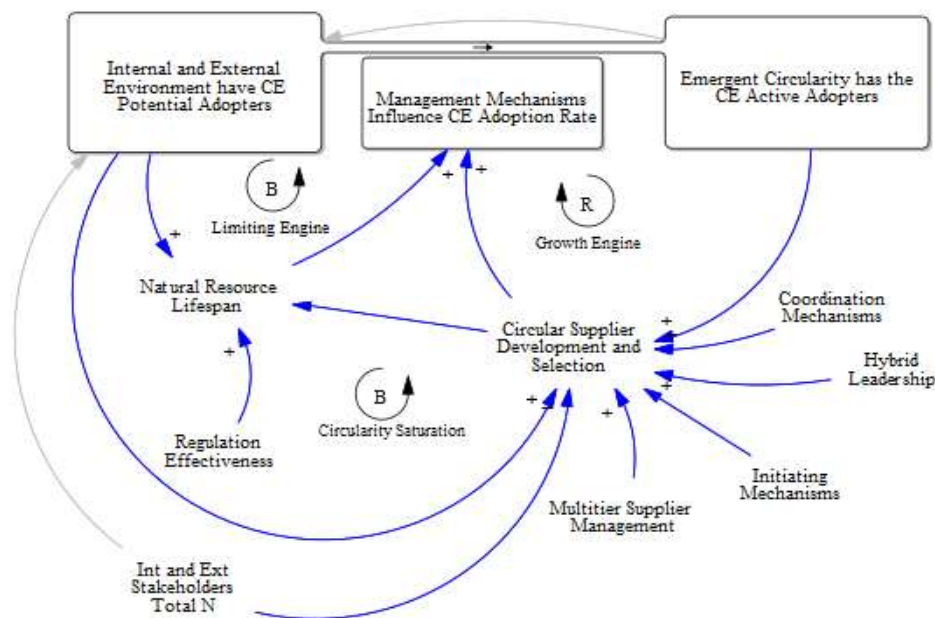 Internal and External
Environment have CE
Potential Adopters
Management Mechanisms
Influence CE Adoption Rate
Emergent Circularity has the
CE Active Adopters
B
Limiting Engine
R
Growth Engine
+
+
+
Natural Resource
Lifespan
+
Circular Supplier
Development and
Selection
+
Coordination
Mechanisms
Hybrid
Leadership
+
B
Circularity Saturation
+
+
Regulation
Effectiveness
Initiating
Mechanisms
Multitier Supplier
Management
Int and Ext
Stakeholders
Total N